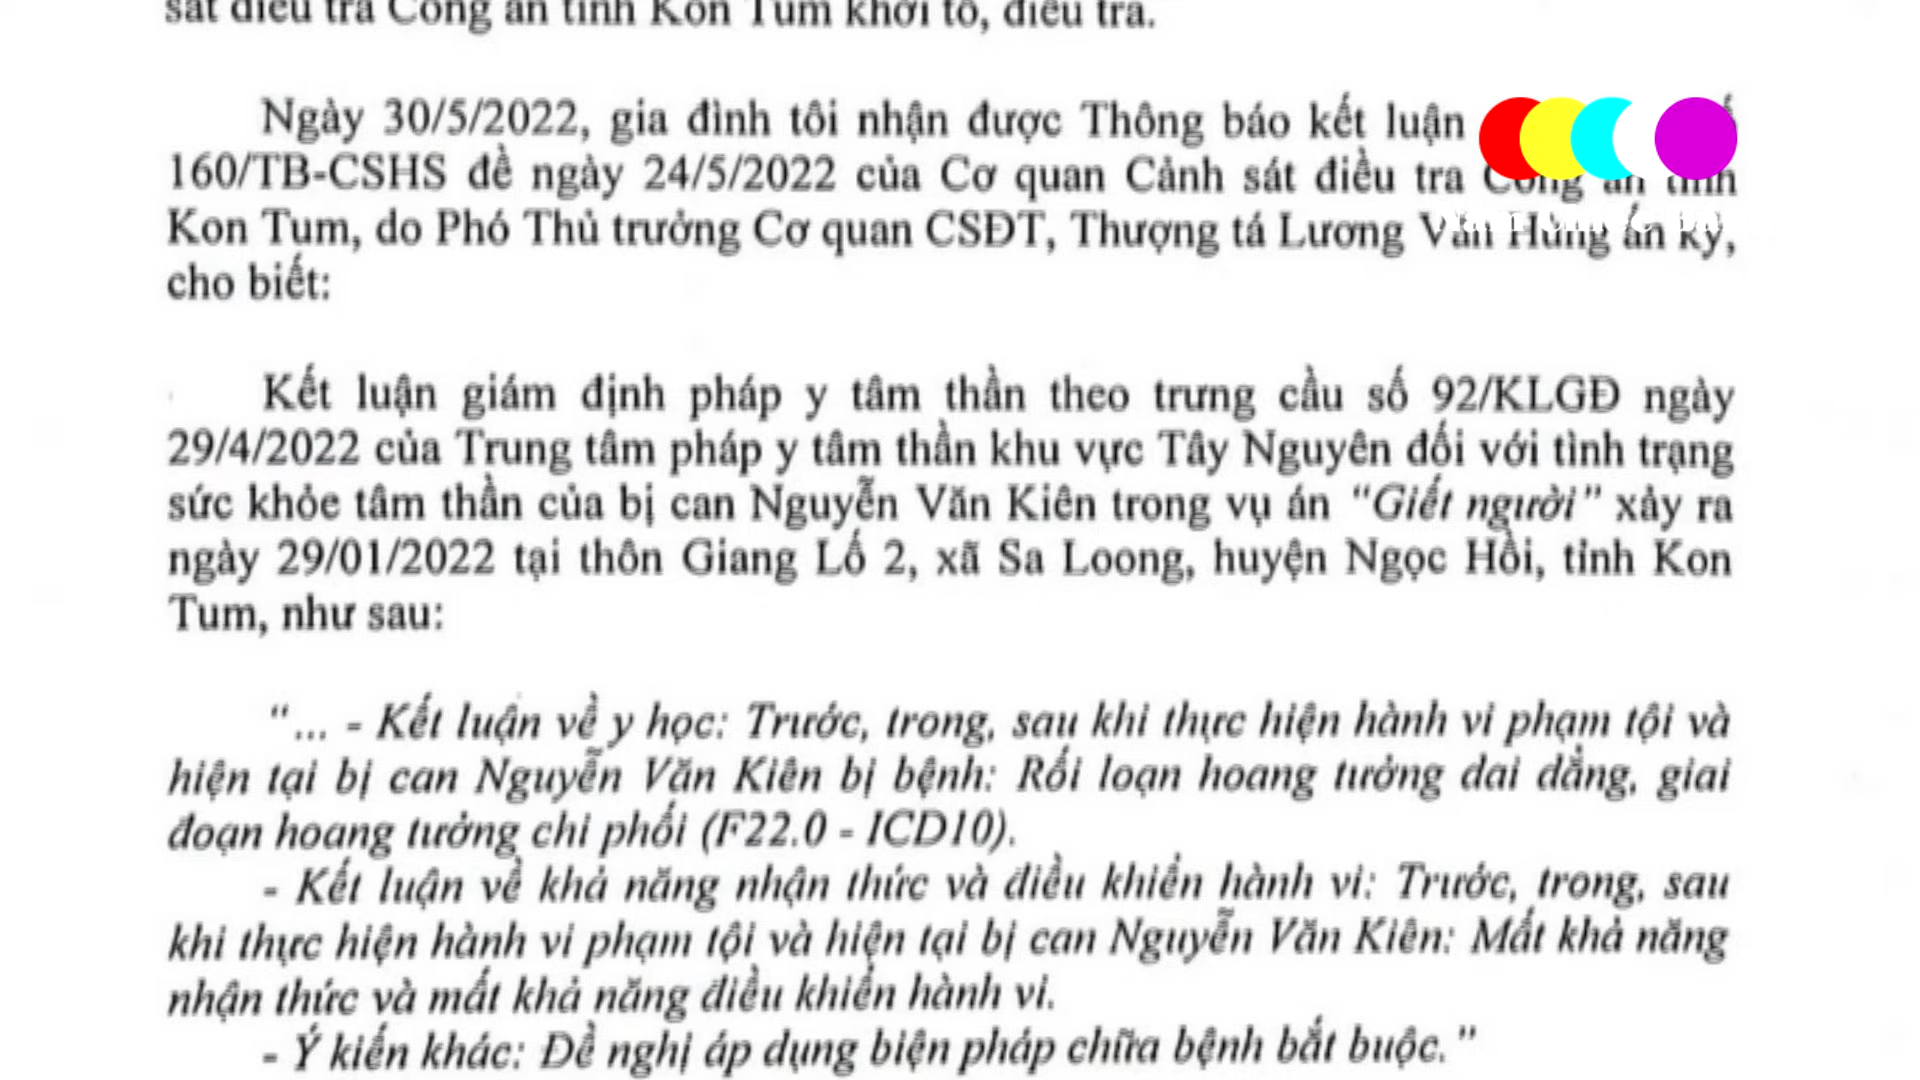 sát điều tra Công an tỉnh Kon Tum khởi tố, điều tra.
Ngày 30/5/2022, gia đình tôi nhận được Thông báo kết luận
160/TB-CSHS đề ngày 24/5/2022 của Cơ quan Cảnh sát điều tra Công an tỉnh
Kon Tum, do Phó Thủ trưởng Cơ quan CSĐT, Thượng tá Lương Văn Hùng ấn ký,
cho biết:
Kết luận giám định pháp y tâm thần theo trưng cầu số 92/KLGĐ ngày
29/4/2022 của Trung tâm pháp y tâm thần khu vực Tây Nguyên đối với tình trạng
sức khỏe tâm thần của bị can Nguyễn Văn Kiên trong vụ án “Giết người” xảy ra
ngày 29/01/2022 tại thôn Giang Lố 2, xã Sa Loong, huyện Ngọc Hồi, tỉnh Kon
Tum, như sau:
“... - Kết luận về y học: Trước, trong, sau khi thực hiện hành vi phạm tội và
hiện tại bị can Nguyễn Văn Kiên bị bệnh: Rối loạn hoang tưởng dai dẳng, giai
đoạn hoang tưởng chi phối (F22.0 - ICD10).
- Kết luận về khả năng nhận thức và điều khiển hành vi: Trước, trong, sau
khi thực hiện hành vi phạm tội và hiện tại bị can Nguyễn Văn Kiên: Mất khả năng
nhận thức và mất khả năng điều khiển hành vi.
- Ý kiến khác: Đề nghị áp dụng biện pháp chữa bệnh bắt buộc.”